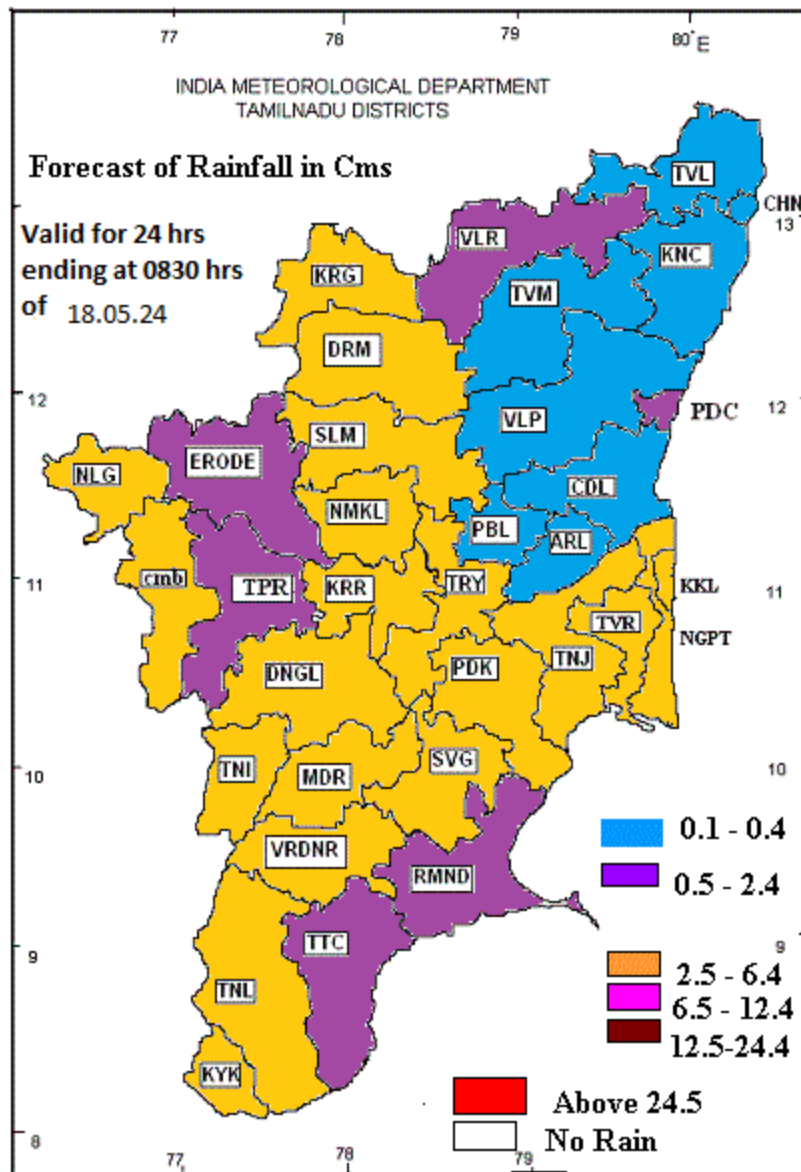 77 78 79 80°E
INDIA METEOROLOGICAL DEPARTMENT
TAMILNADU DISTRICTS
Forecast of Rainfall in Cms
TVL
CHN
13
Valid for 24 hrs
ending at 0830 hrs
of 18.05.24
VLR
KNC
KRG
TVM
DRM
12
12
PDC
VLP
SLM
ERODE
NLG
CDL
NMKL
PBL
ARL
11
cmb
TPR
KRR
TRY
KKL
11
TVR
NGPT
DNGL
PDK
TNJ
10
TNI
MDR
SVG
10
0.1 - 0.4
VRDNR
RMND
0.5 - 2.4
9
TTC
9
2.5 - 6.4
TNL
6.5 - 12.4
12.5-24.4
KYK
Above 24.5
8
No Rain
77 78 79